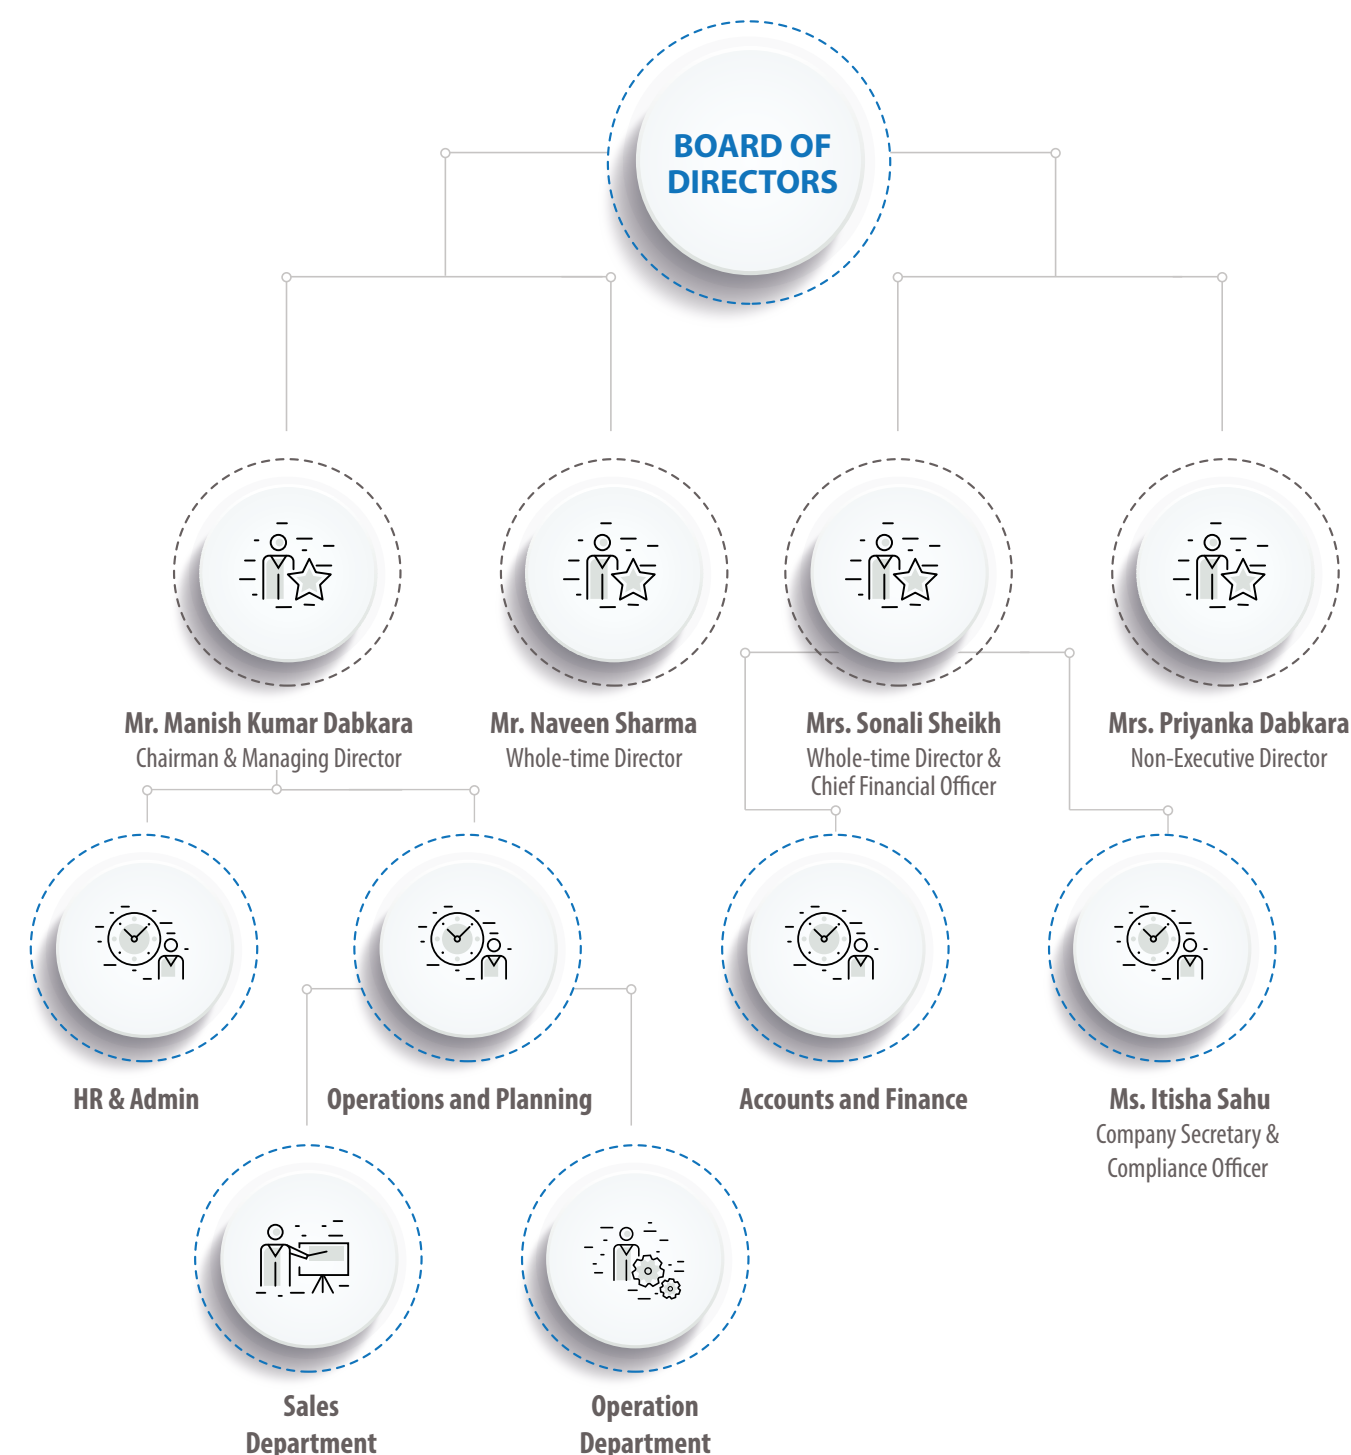 BOARD OF
DIRECTORS
Mr. Manish Kumar Dabkara
Chairman & Managing Director
Mr. Naveen Sharma
Whole-time Director
Mrs. Sonali Sheikh
Whole-time Director &
Chief Financial Officer
Mrs. Priyanka Dabkara
Non-Executive Director
HR & Admin
Operations and Planning
Accounts and Finance
Ms. Itisha Sahu
Company Secretary &
Compliance Officer
Sales
Department
Operation
Department